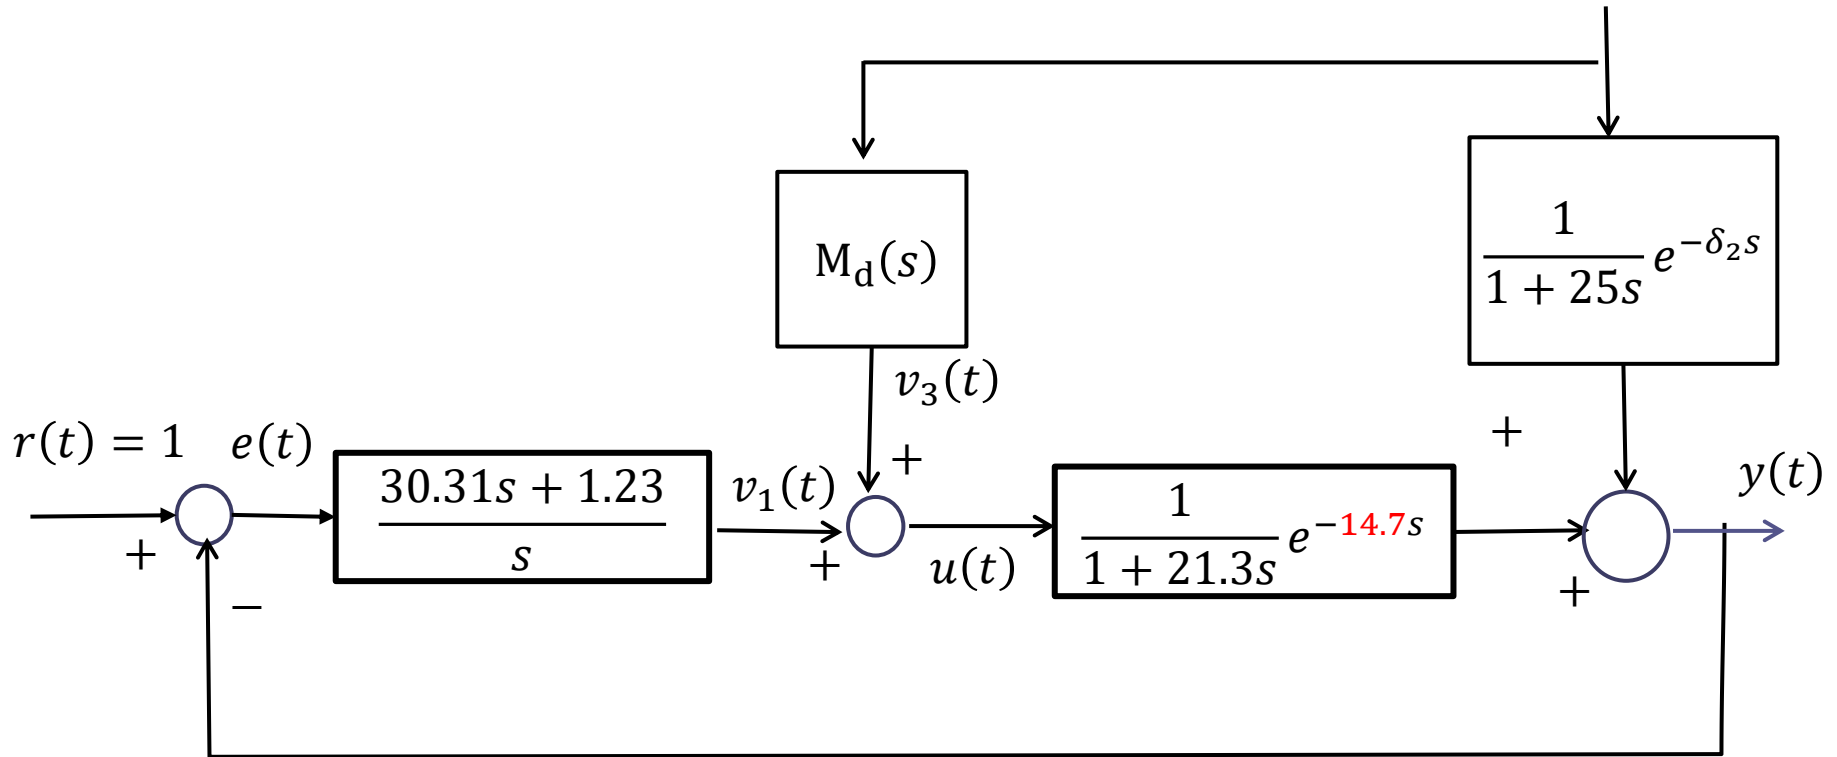 1
1 + 25s e^{-δ₂s}
M_d(s)
v₃(t)
+
+
r(t) = 1
e(t)
30.31s + 1.23
s
v₁(t)
1
1 + 21.3s e^{-14.7s}
y(t)
+
+
u(t)
+
−